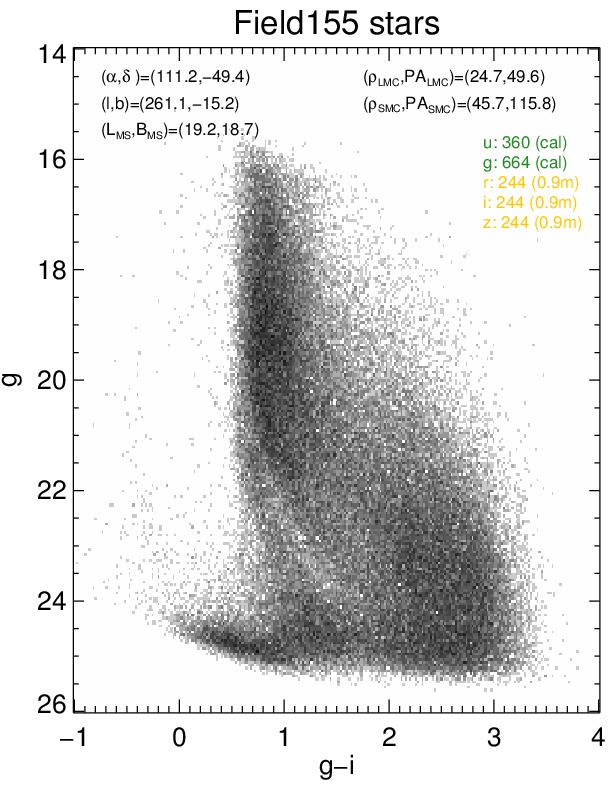 Field155 stars
(α,δ )=(111.2,−49.4)
(ρLMC,PALMC)=(24.7,49.6)
(l,b)=(261.1,−15.2)
(ρSMC,PASMC)=(45.7,115.8)
(LMS,BMS)=(19.2,18.7)
u: 360 (cal)
g: 664 (cal)
r: 244 (0.9m)
i: 244 (0.9m)
z: 244 (0.9m)
14
16
18
20
22
24
26
g
−1 0 1 2 3 4
g−i